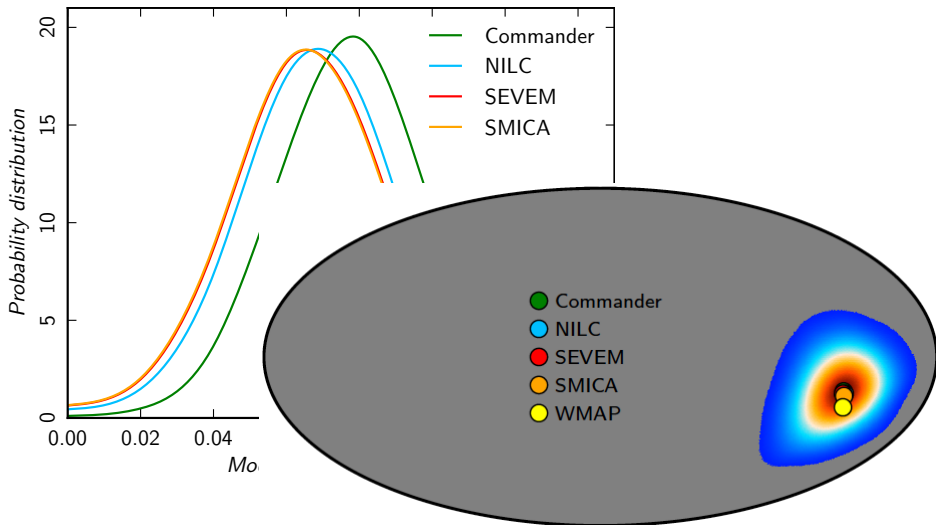 20
15
10
5
0
Probability distribution
0.00 0.02 0.04
Commander
NILC
SEVEM
SMICA
Commander
NILC
SEVEM
SMICA
WMAP